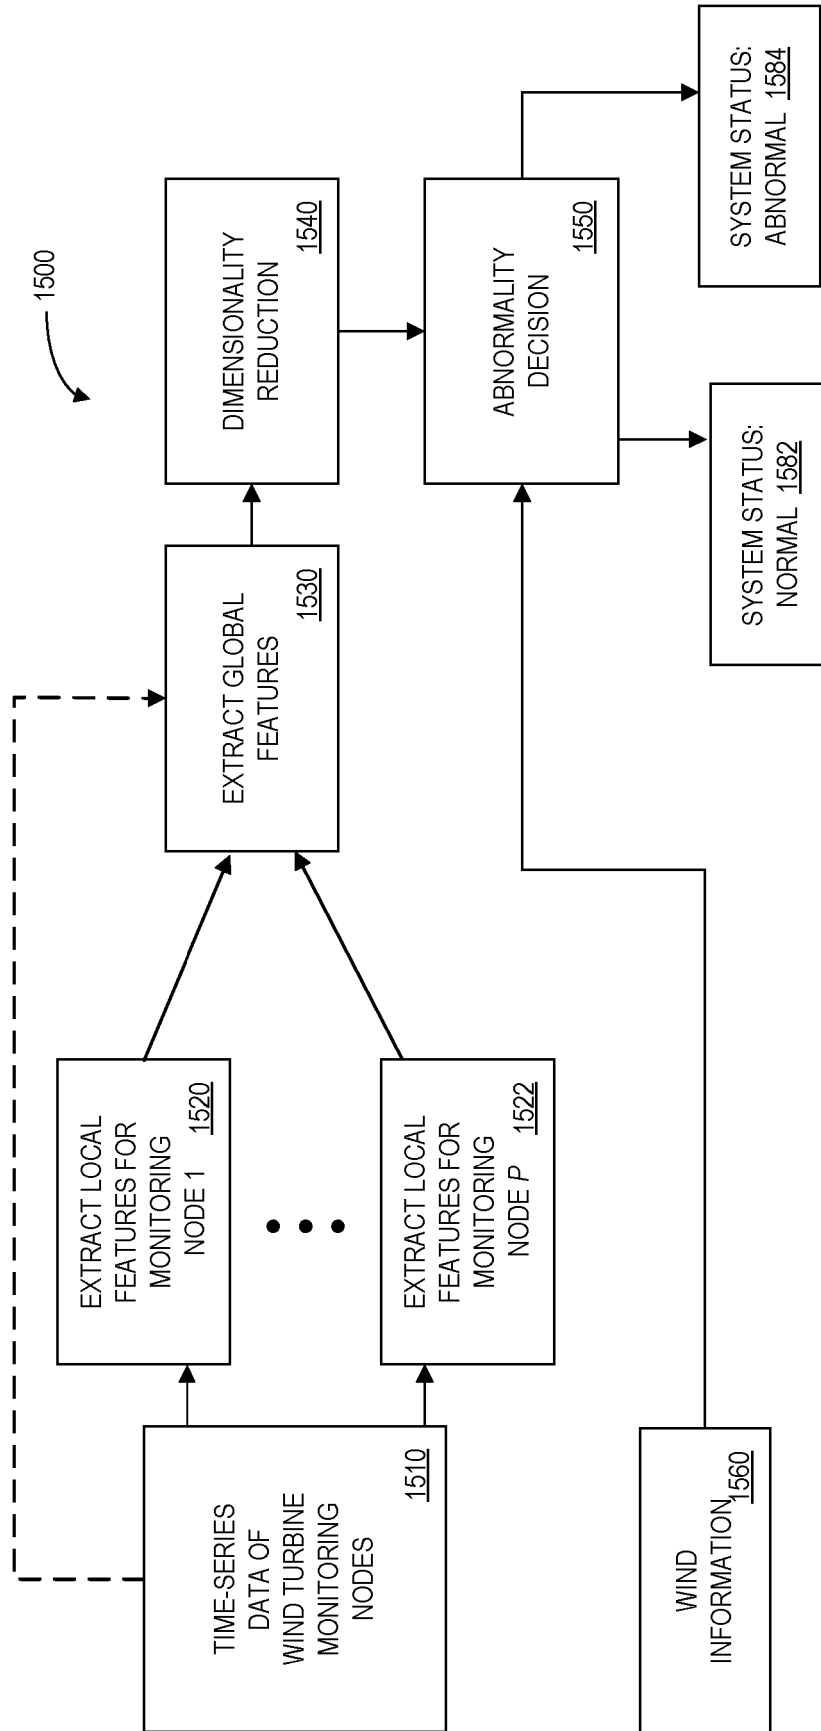 1500
TIME-SERIES
DATA OF
WIND TURBINE
MONITORING
NODES
1510
EXTRACT LOCAL
FEATURES FOR
MONITORING
NODE 1
1520
EXTRACT LOCAL
FEATURES FOR
MONITORING
NODE P
1522
EXTRACT GLOBAL
FEATURES
1530
DIMENSIONALITY
REDUCTION
1540
ABNORMALITY
DECISION
1550
WIND
INFORMATION
1560
SYSTEM STATUS:
NORMAL 1582
SYSTEM STATUS:
ABNORMAL 1584